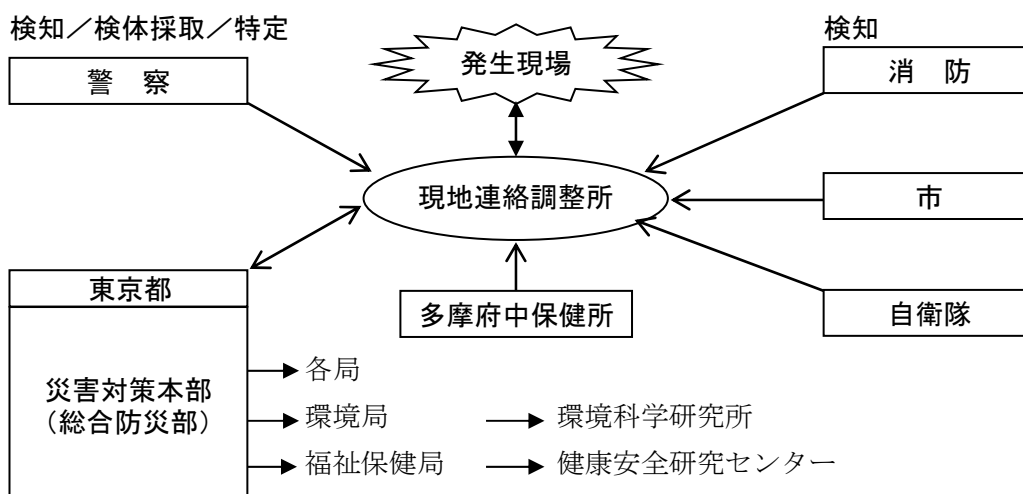 検知／検体採取／特定
検知
警　察
発生現場
消　防
現地連絡調整所
市
東京都
多摩府中保健所
自衛隊
災害対策本部
（総合防災部）
各局
環境局
環境科学研究所
福祉保健局
健康安全研究センター